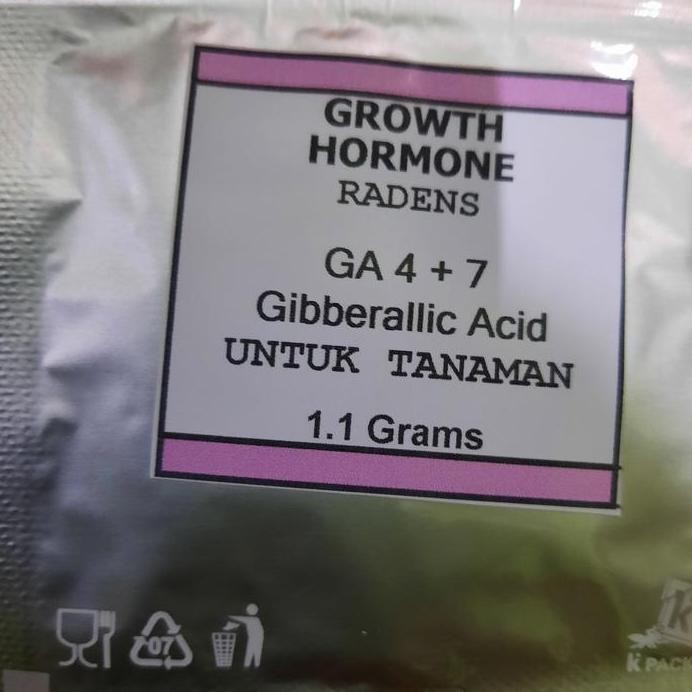 GROWTH
HORMONE
RADENS
GA 4 + 7
Gibberallic Acid
UNTUK TANAMAN
1.1 Grams
07
K PACK